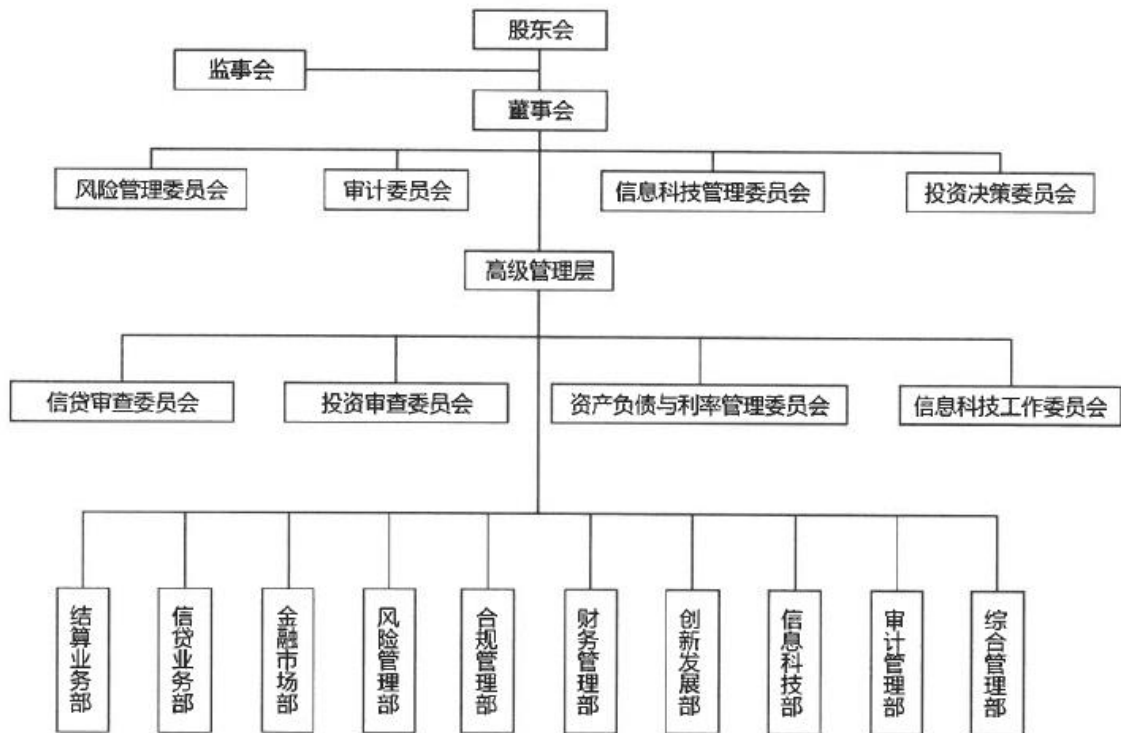 股东会
监事会
董事会
风险管理委员会
审计委员会
信息科技管理委员会
投资决策委员会
高级管理层
信贷审查委员会
投资审查委员会
资产负债与利率管理委员会
信息科技工作委员会
结算业务部
信贷业务部
金融市场部
风险管理部
合规管理部
财务管理部
创新发展部
信息科技部
审计管理部
综合管理部